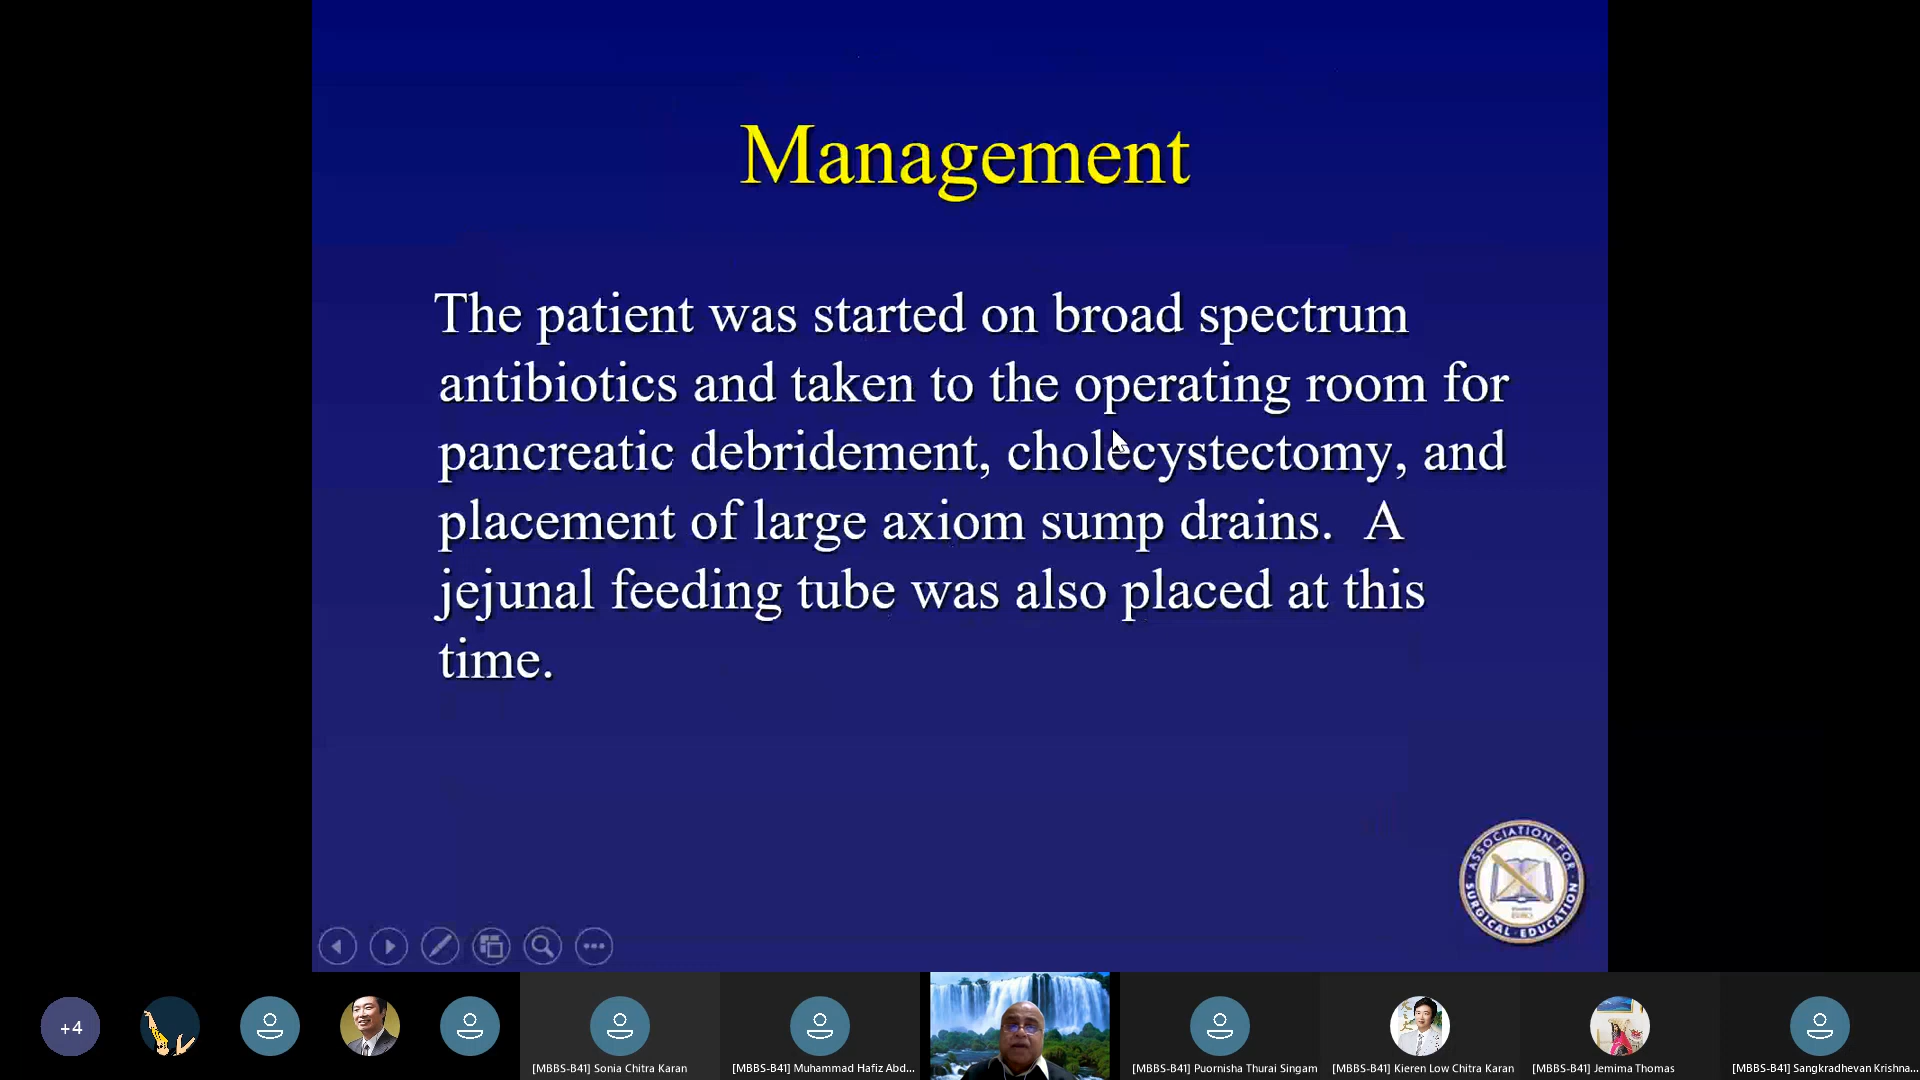 Management
The patient was started on broad spectrum
antibiotics and taken to the operating room for
pancreatic debridement, cholecystectomy, and
placement of large axiom sump drains. A
jejunal feeding tube was also placed at this
time.
ASSOCIATION FOR
SURGICAL EDUCATION
+4
[MBBS-B41] Sonia Chitra Karan
[MBBS-B41] Muhammad Hafiz Abd...
[MBBS-B41] Puornisha Thurai Singam
[MBBS-B41] Kieren Low Chitra Karan
[MBBS-B41] Jemima Thomas
[MBBS-B41] Sangkradhevan Krishna...